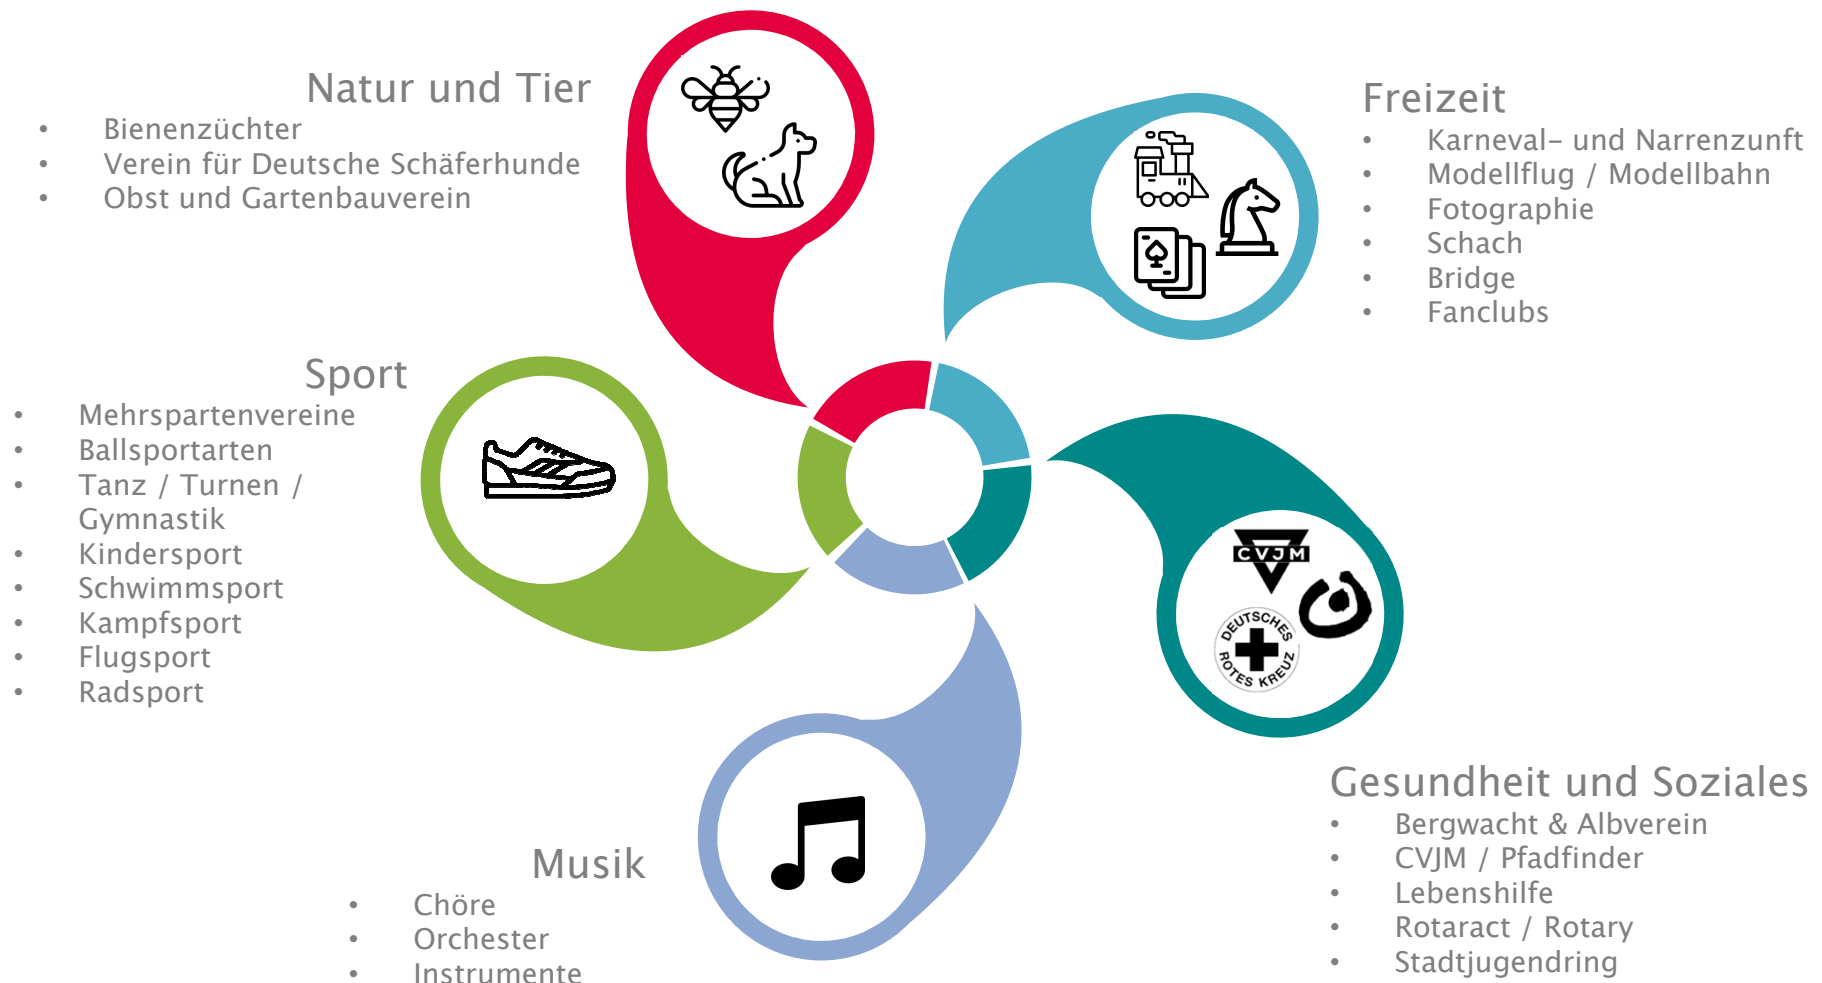 Natur und Tier
• Bienenzüchter
• Verein für Deutsche Schäferhunde
• Obst und Gartenbauverein
Freizeit
• Karneval- und Narrenzunft
• Modellflug / Modellbahn
• Fotographie
• Schach
• Bridge
• Fanclubs
Sport
• Mehrspartenvereine
• Ballsportarten
• Tanz / Turnen /
Gymnastik
• Kindersport
• Schwimmsport
• Kampfsport
• Flugsport
• Radsport
CVJM
DEUTSCHES
ROTES KREUZ
Gesundheit und Soziales
• Bergwacht & Albverein
• CVJM / Pfadfinder
• Lebenshilfe
• Rotaract / Rotary
• Stadtjugendring
Musik
• Chöre
• Orchester
• Instrumente